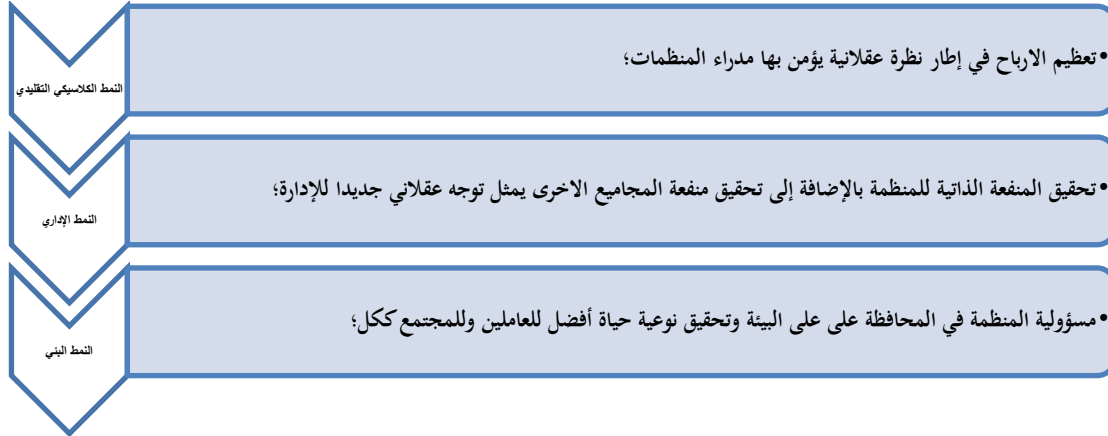 •تعظيم الارباح في إطار نظرة عقلانية يؤمن بها مدراء المنظمات؛
النمط الكلاسيكي التقليدي
•تحقيق المنفعة الذاتية للمنظمة بالإضافة إلى تحقيق منفعة المجاميع الاخرى يمثل توجه عقلاني جديدا للإدارة؛
النمط الإداري
•مسؤولية المنظمة في المحافظة على على البيئة وتحقيق نوعية حياة أفضل للعاملين وللمجتمع ككل؛
النمط البئي